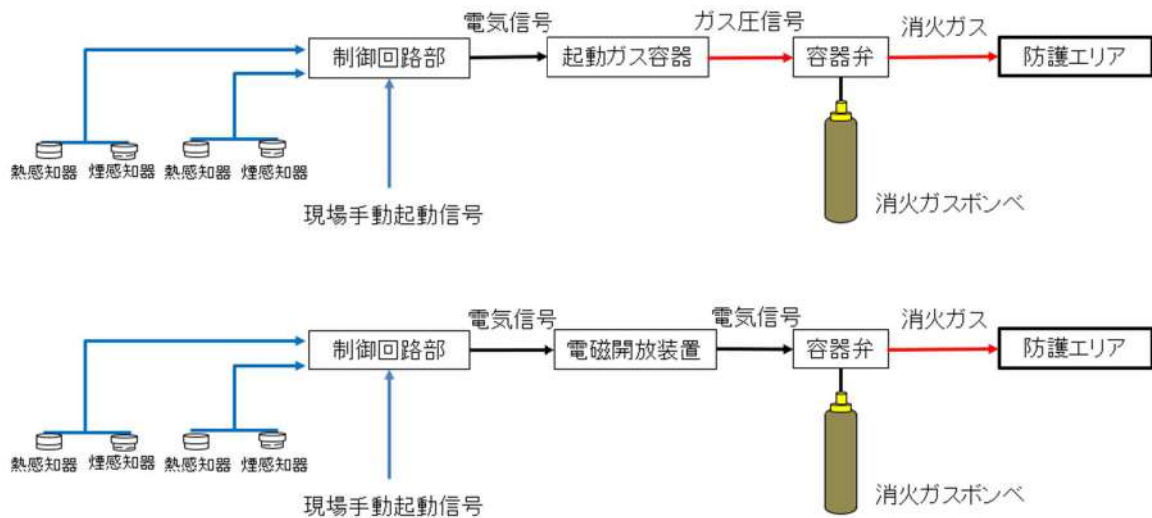 電気信号
ガス圧信号
消火ガス
制御回路部
起動ガス容器
容器弁
防護エリア
熱感知器
煙感知器
熱感知器
煙感知器
現場手動起動信号
消火ガスボンベ
電気信号
電気信号
消火ガス
制御回路部
電磁開放装置
容器弁
防護エリア
熱感知器
煙感知器
熱感知器
煙感知器
現場手動起動信号
消火ガスボンベ